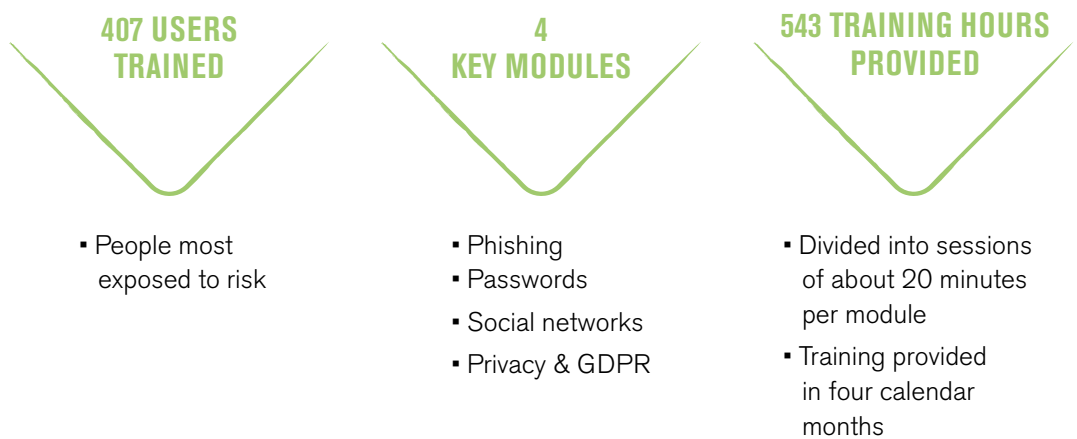 407 USERS
TRAINED
▪ People most
exposed to risk
4
KEY MODULES
▪ Phishing
▪ Passwords
▪ Social networks
▪ Privacy & GDPR
543 TRAINING HOURS
PROVIDED
▪ Divided into sessions
of about 20 minutes
per module
▪ Training provided
in four calendar
months